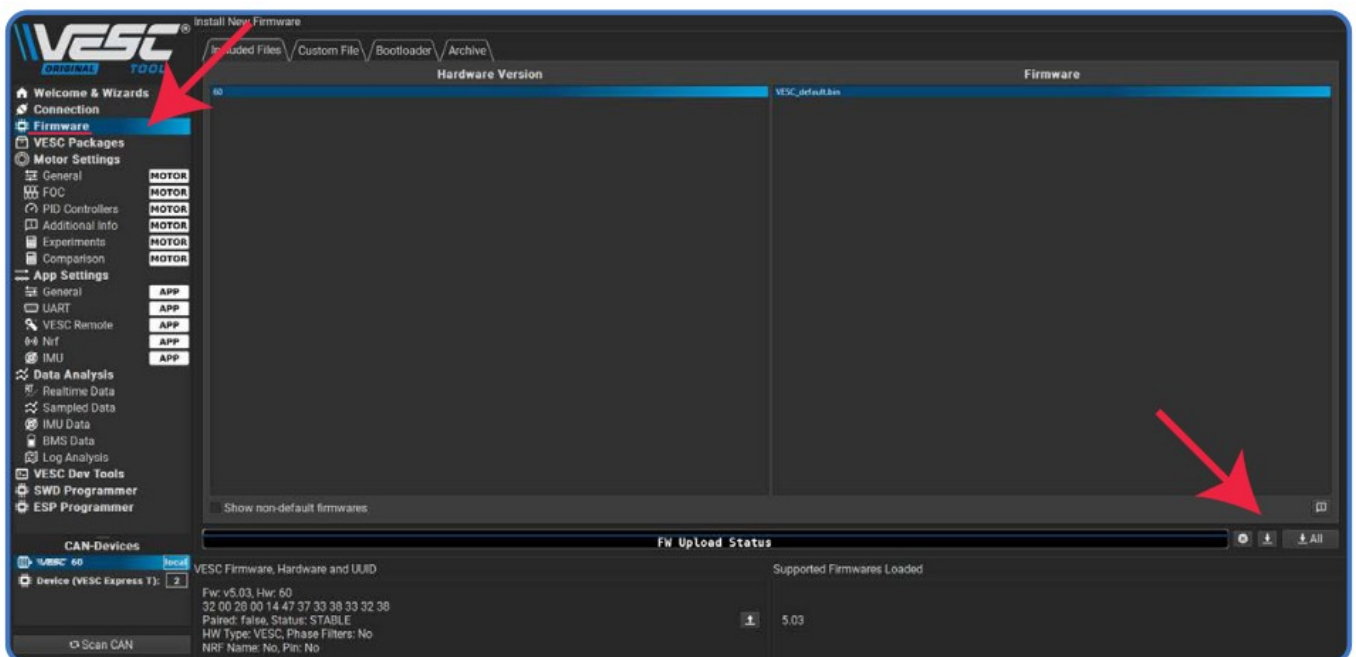 VESC®
ORIGINAL TOOL
Install New Firmware
Included Files
Custom File
Bootloader
Archive
Hardware Version
Firmware
60
VESC_default.bin
Welcome & Wizards
Connection
Firmware
VESC Packages
Motor Settings
General MOTOR
FOC MOTOR
PID Controllers MOTOR
Additional Info MOTOR
Experiments MOTOR
Comparison MOTOR
App Settings
General APP
UART APP
VESC Remote APP
Nrf APP
IMU APP
Data Analysis
Realtime Data
Sampled Data
IMU Data
BMS Data
Log Analysis
VESC Dev Tools
SWD Programmer
ESP Programmer
Show non-default firmwares
FW Upload Status
All
CAN-Devices
60 local
Device (VESC Express T): 2
Scan CAN
VESC Firmware, Hardware and UUID
Fw: v5.03, Hw: 60
32 00 28 00 14 47 37 33 38 33 32 38
Paired: false, Status: STABLE
HW Type: VESC, Phase Filters: No
NRF Name: No, Pin: No
Supported Firmwares Loaded
5.03